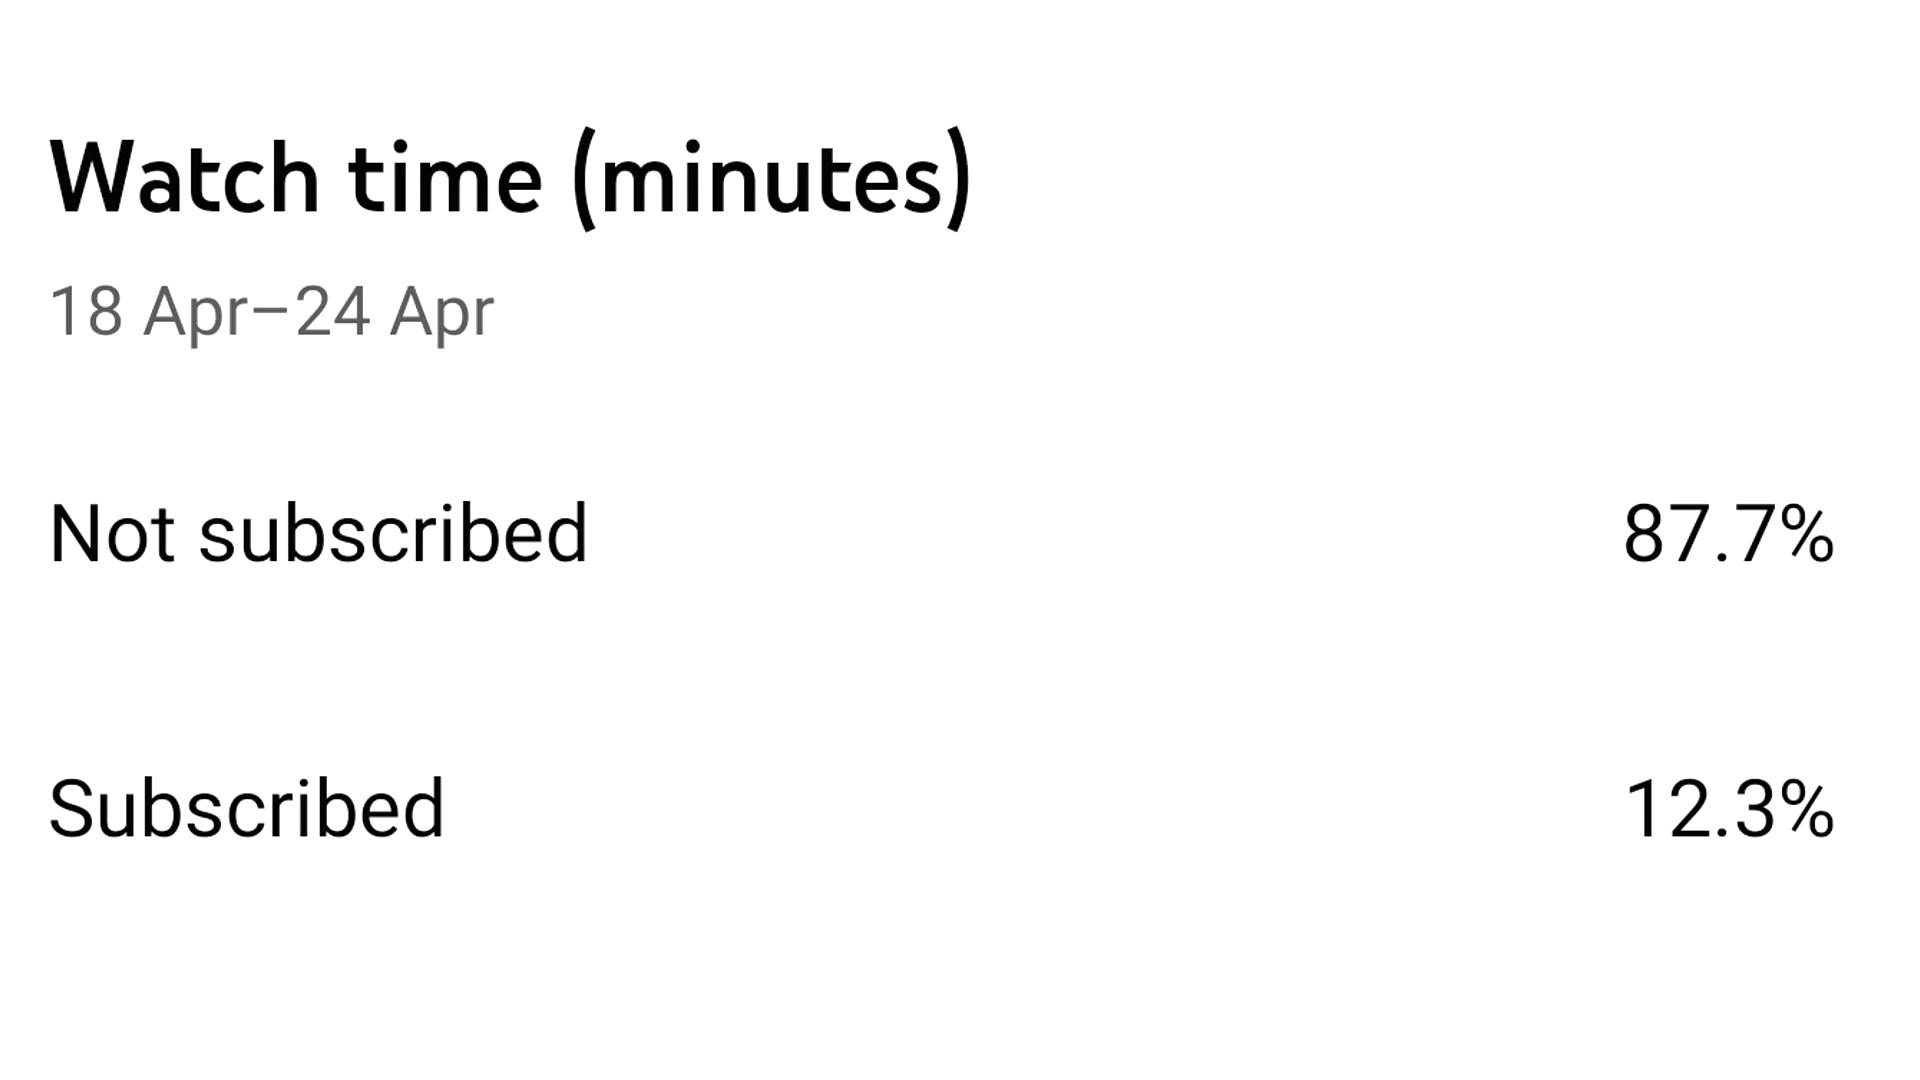 Watch time (minutes)
18 Apr–24 Apr
Not subscribed 87.7%
Subscribed 12.3%